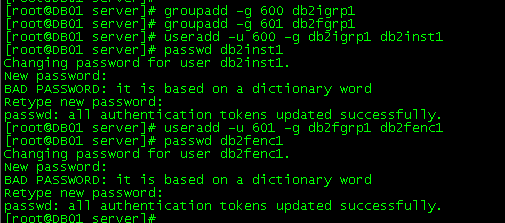 [root@DB01 server]# groupadd -g 600 db2igrp1
[root@DB01 server]# groupadd -g 601 db2fgrp1
[root@DB01 server]# useradd -u 600 -g db2igrp1 db2inst1
[root@DB01 server]# passwd db2inst1
Changing password for user db2inst1.
New password:
BAD PASSWORD: it is based on a dictionary word
Retype new password:
passwd: all authentication tokens updated successfully.
[root@DB01 server]# useradd -u 601 -g db2fgrp1 db2fenc1
[root@DB01 server]# passwd db2fenc1
Changing password for user db2fenc1.
New password:
BAD PASSWORD: it is based on a dictionary word
Retype new password:
passwd: all authentication tokens updated successfully.
[root@DB01 server]#